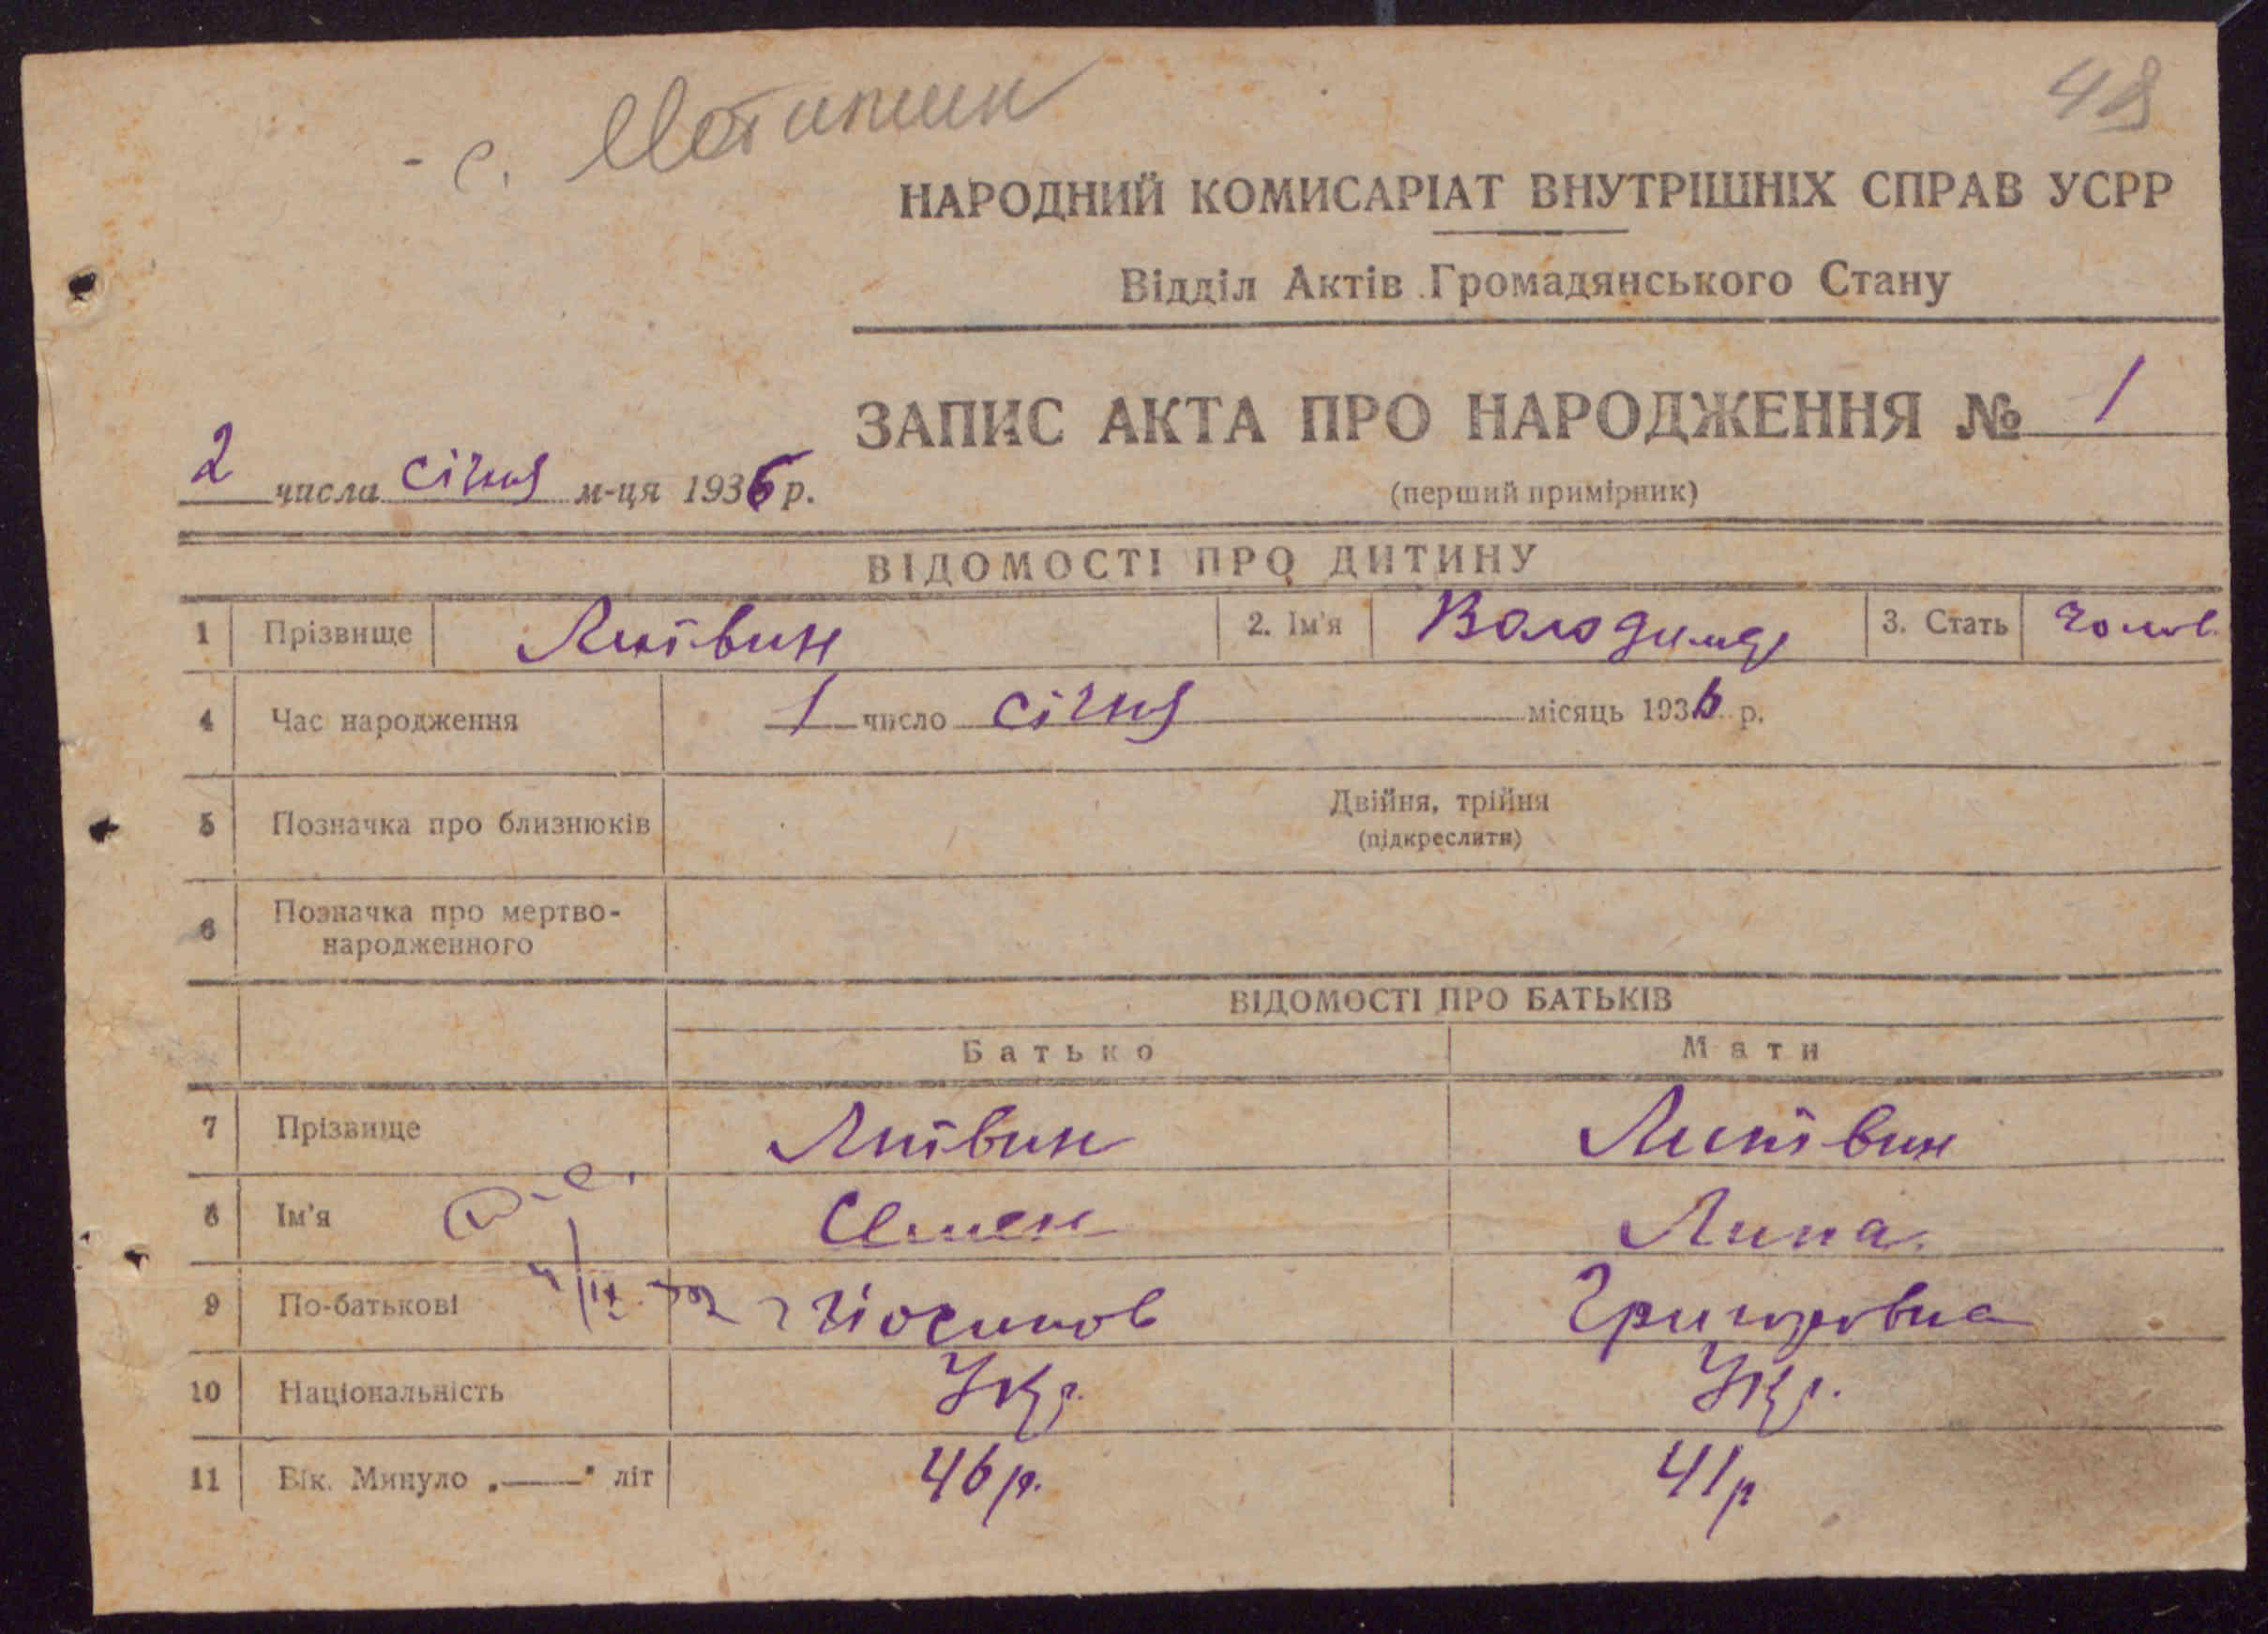 - с. Мотижин
48
НАРОДНИЙ КОМИСАРІАТ ВНУТРІШНІХ СПРАВ УСРР
Відділ Актів Громадянського Стану
ЗАПИС АКТА ПРО НАРОДЖЕННЯ № 1
2 числа січня м-ця 1936 р.
(перший примірник)
ВІДОМОСТІ ПРО ДИТИНУ
1 Прізвище Литвин 2. Ім'я Володимир 3. Стать Чолов.
4 Час народження 1 число січня місяць 1936 р.
5 Позначка про близнюків Двійня, трійня
(підкреслити)
6 Позначка про мертво-
народженного
ВІДОМОСТІ ПРО БАТЬКІВ
Батько Мати
7 Прізвище Литвин Литвин
8 Ім'я Семен
9 По-батькові Йосипов Григоровна
10 Національність Укр. Укр.
11 Вік. Минуло „——" літ 46 р. 41 р